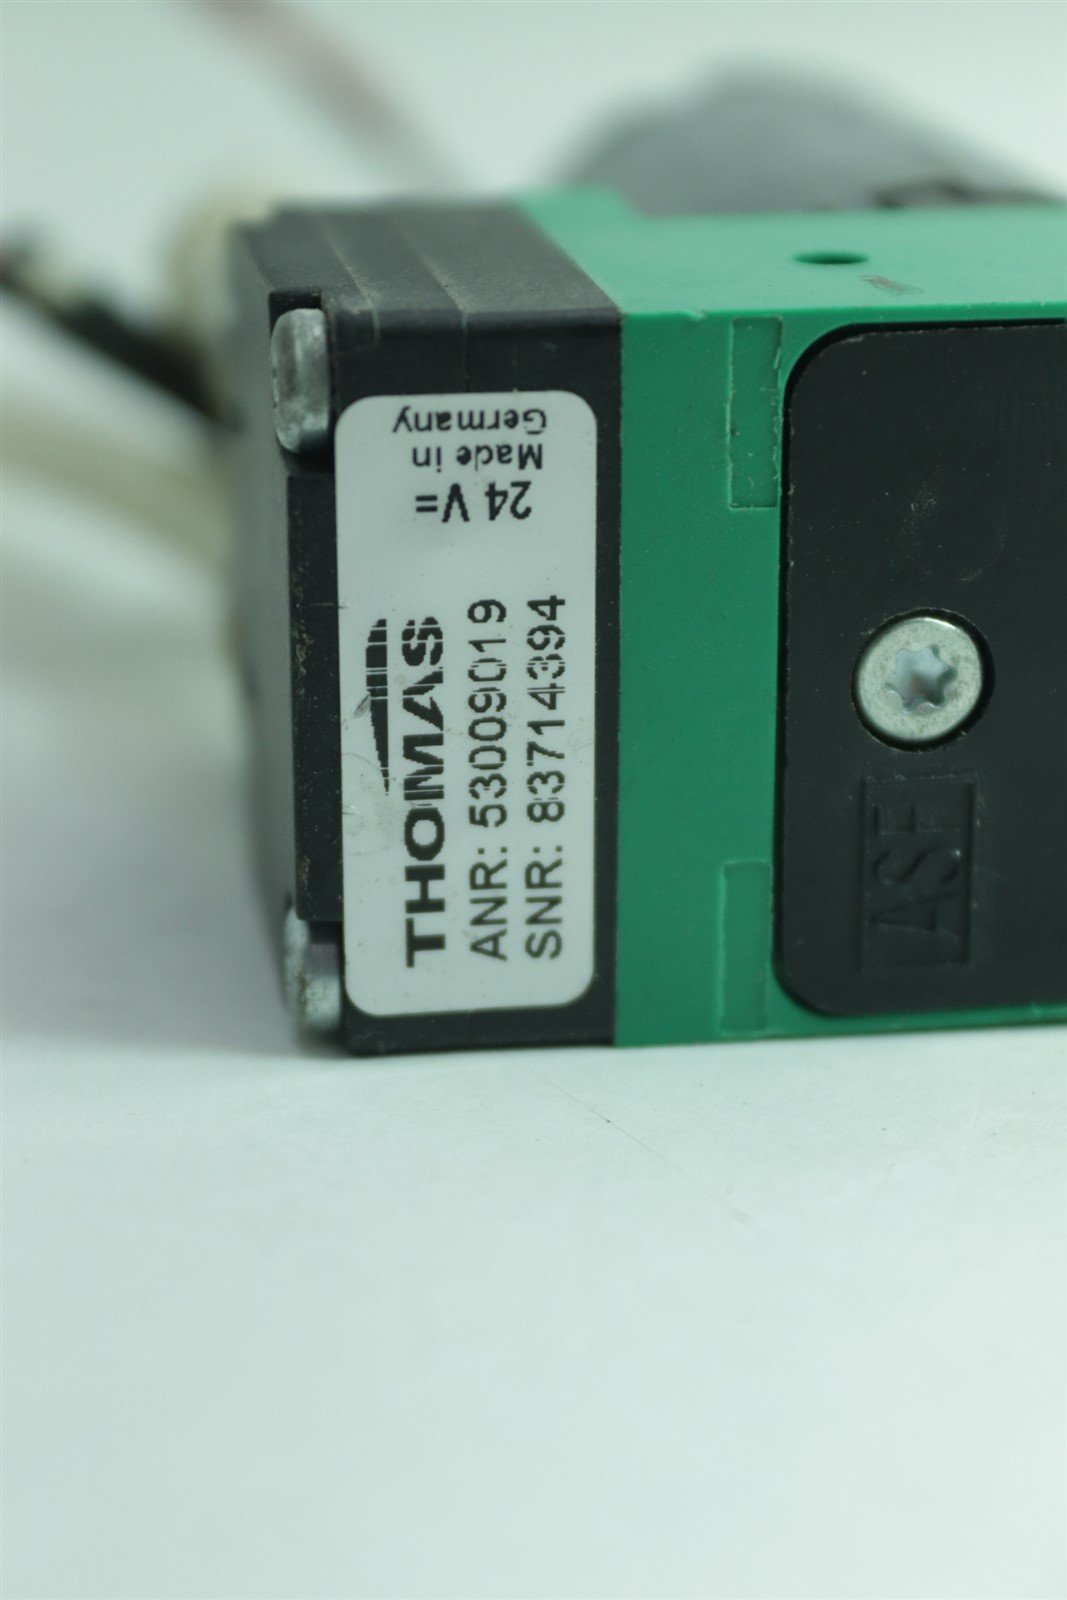 THOMAS
ANR: 53009019
SNR: 83714394
24 V=
Made in
Germany
ASF